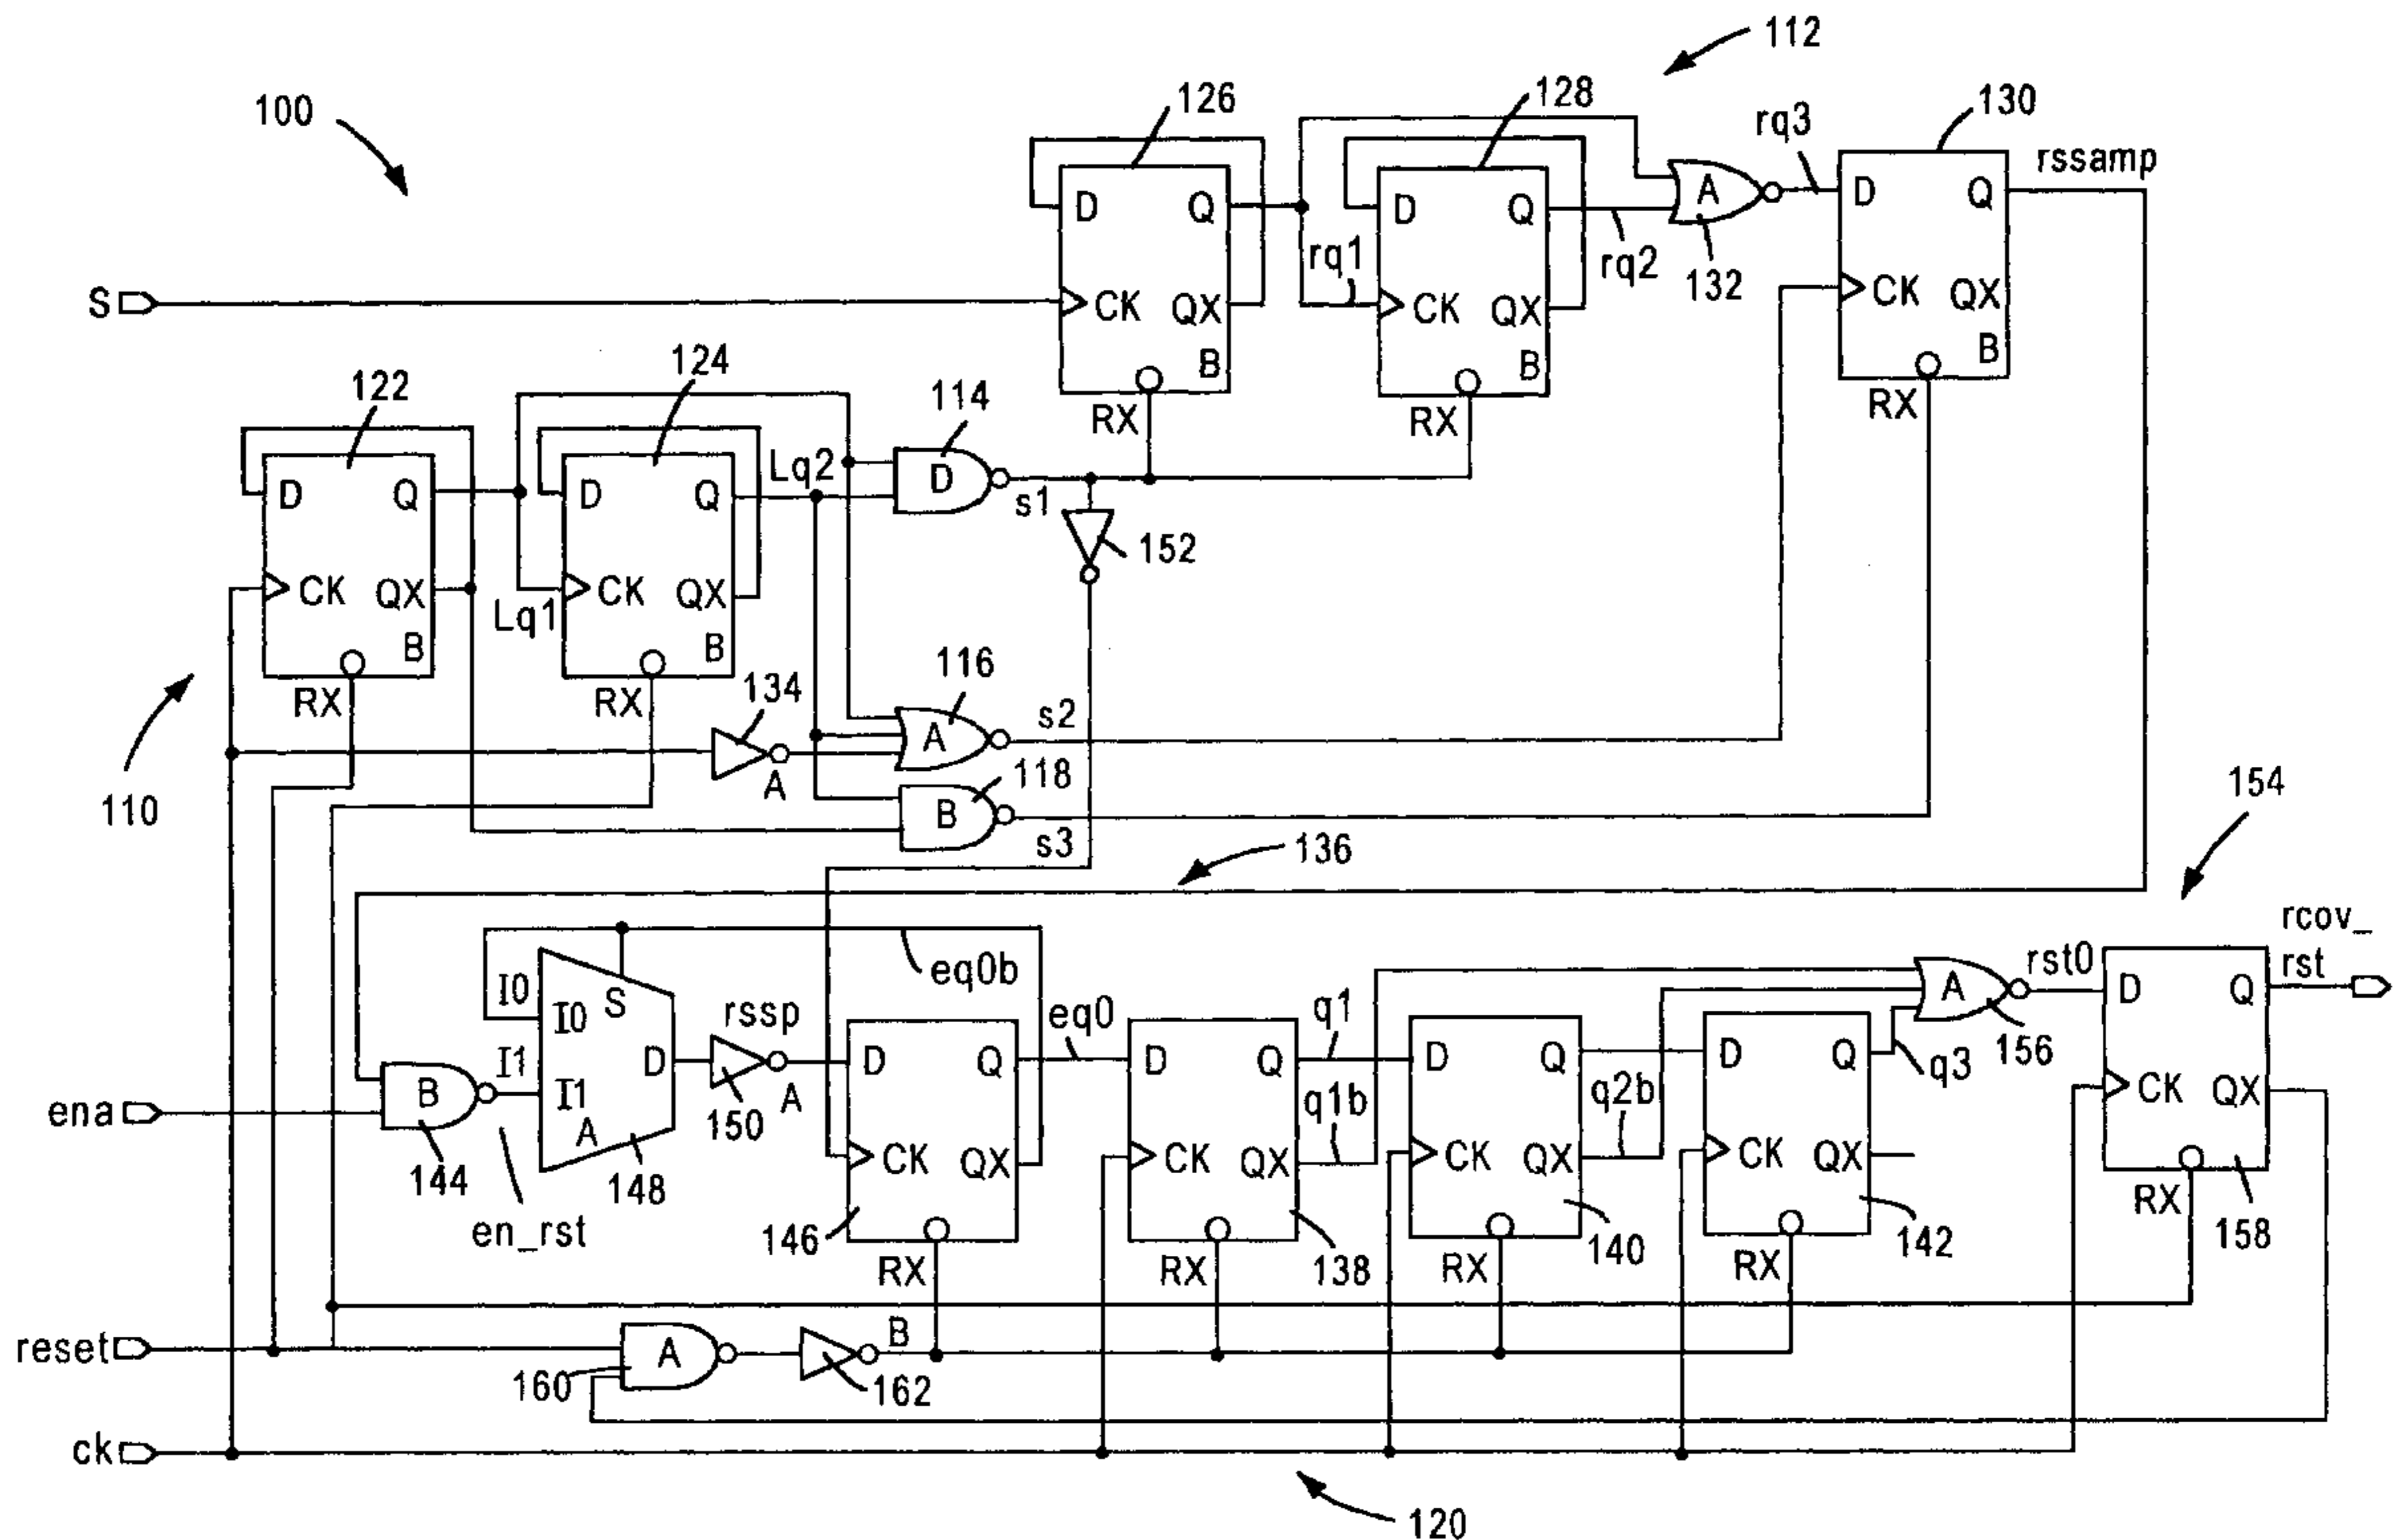 112
100
126
128
130
rq3
rssamp
D Q
D Q
A
D Q
rq1
rq2
132
S
CK QX
CK QX
CK QX
B
B
B
RX
RX
RX
122
124
114
Lq2
D Q
D Q
D
s1
152
CK QX
Lq1
CK QX
B
B
RX
RX
134
116
s2
A
A
118
110
B
s3
136
154
rcov_
rst
eq0b
I0
I0
S
rssp
eq0
q1
rst0
A
156
D Q
I1
I1
D
A
150
D Q
D Q
D Q
D Q
q3
q1b
q2b
ena
B
144
A
148
CK QX
CK QX
CK QX
CK QX
CK QX
en_rst
146
138
140
142
158
RX
RX
RX
RX
RX
reset
A
B
160
162
ck
120